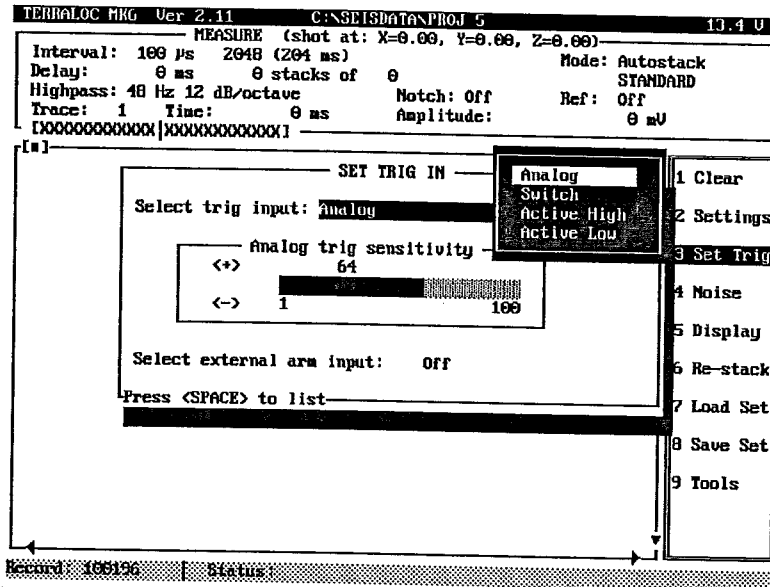 TERRALOC MK6 Ver 2.11 C:\SEISDATA\PROJ_5 13.4 V
MEASURE (shot at: X=0.00, Y=0.00, Z=0.00)
Interval: 100 µs 2048 (204 ms) Mode: Autostack
Delay: 0 ms 0 stacks of 0 STANDARD
Highpass: 48 Hz 12 dB/octave Notch: Off Ref: Off
Trace: 1 Time: 0 ms Amplitude: 0 mV
[XXXXXXXXXXXX|XXXXXXXXXXXX]
[■]
SET TRIG IN
Select trig input: Analog
Analog
Switch
Active High
Active Low
Analog trig sensitivity
<+> 64
<-> 1 100
Select external arm input: Off
Press <SPACE> to list
1 Clear
2 Settings
3 Set Trig
4 Noise
5 Display
6 Re-stack
7 Load Set
8 Save Set
9 Tools
Record: 100196 | Status: